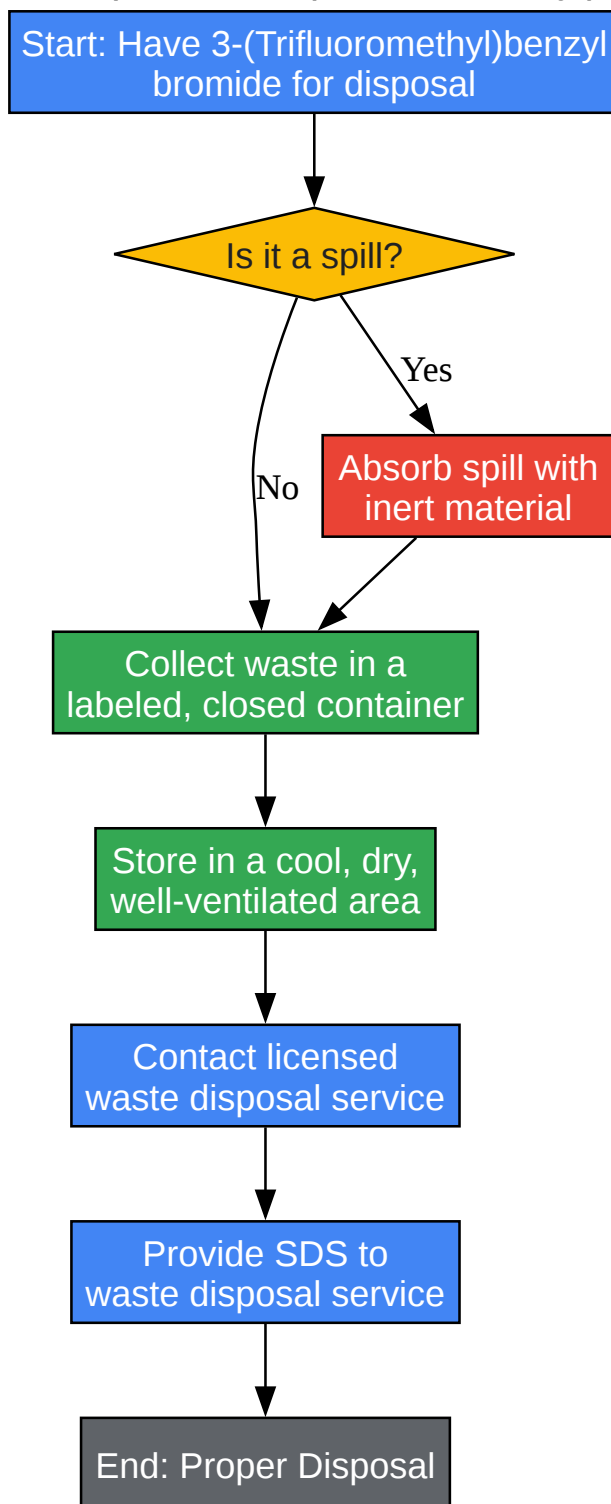 Start: Have 3-(Trifluoromethyl)benzyl
bromide for disposal
Is it a spill?
Yes
Absorb spill with
inert material
No
Collect waste in a
labeled, closed container
Store in a cool, dry,
well-ventilated area
Contact licensed
waste disposal service
Provide SDS to
waste disposal service
End: Proper Disposal